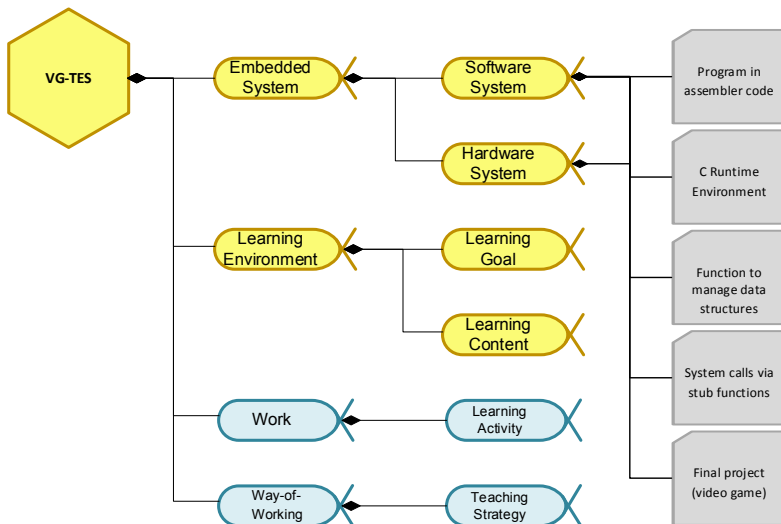 VG-TES
Embedded
System
Software
System
Hardware
System
Learning
Environment
Learning
Goal
Learning
Content
Work
Learning
Activity
Way-of-
Working
Teaching
Strategy
Program in
assembler code
C Runtime
Environment
Function to
manage data
structures
System calls via
stub functions
Final project
(video game)